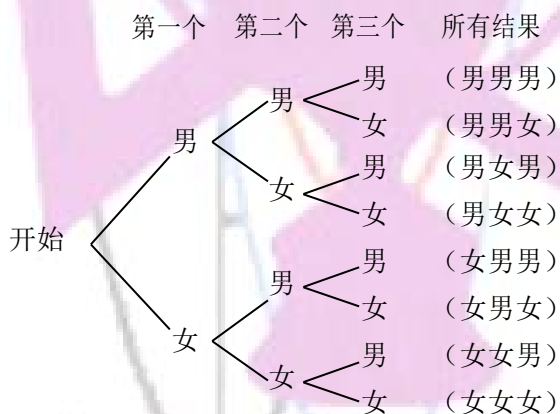 第一个 第二个 第三个 所有结果
男 （男男男）
男
女 （男男女）
男
男 （男女男）
女
女 （男女女）
开始
男 （女男男）
男
女 （女男女）
女
男 （女女男）
女
女 （女女女）